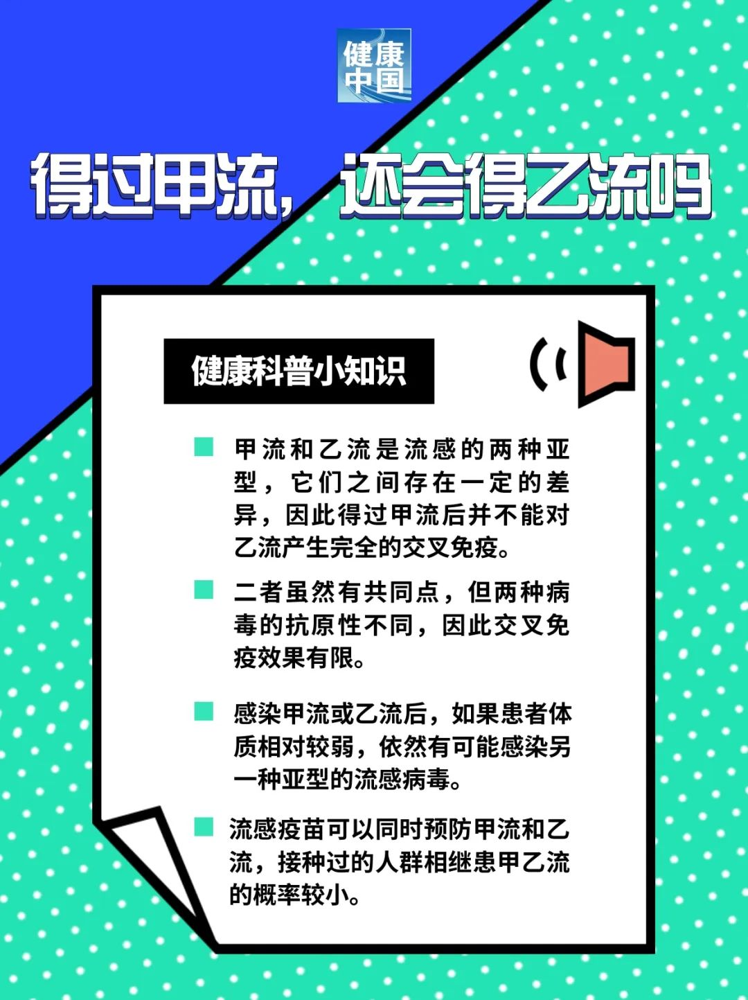 健康
中国
得过甲流，还会得乙流吗
健康科普小知识
甲流和乙流是流感的两种亚
型，它们之间存在一定的差
异，因此得过甲流后并不能对
乙流产生完全的交叉免疫。
二者虽然有共同点，但两种病
毒的抗原性不同，因此交叉免
疫效果有限。
感染甲流或乙流后，如果患者体
质相对较弱，依然有可能感染另
一种亚型的流感病毒。
流感疫苗可以同时预防甲流和乙
流，接种过的人群相继患甲乙流
的概率较小。